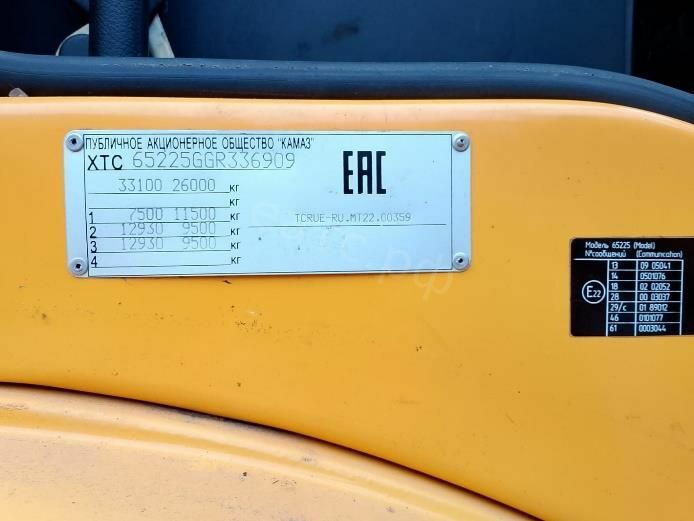 ПУБЛИЧНОЕ АКЦИОНЕРНОЕ ОБЩЕСТВО "КАМАЗ"
XTC 65225GGR336909
EAC
33100 26000 кг
кг
1 7500 11500 кг
2 12930 9500 кг
3 12930 9500 кг
4 кг
TCRUE-RU.MT22.00359
Модель 65225 (Model)
№сообщений (Communication)
E22
13 09 05041
14 0501076
18 02 02052
28 00 03037
29/с 01 89012
46 0101077
61 0003044